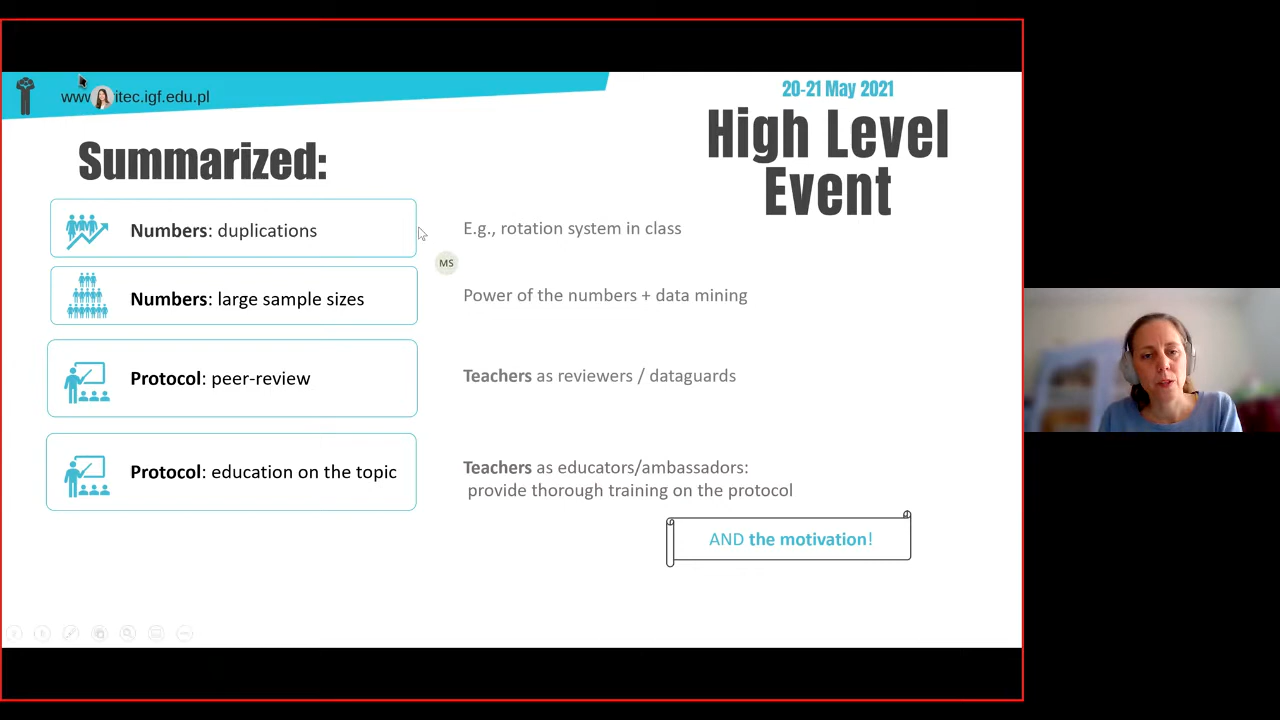 www itec.igf.edu.pl
20-21 May 2021
High Level
Event
Summarized:
Numbers: duplications
E.g., rotation system in class
MS
Numbers: large sample sizes
Power of the numbers + data mining
Protocol: peer-review
Teachers as reviewers / dataguards
Protocol: education on the topic
Teachers as educators/ambassadors:
provide thorough training on the protocol
AND the motivation!